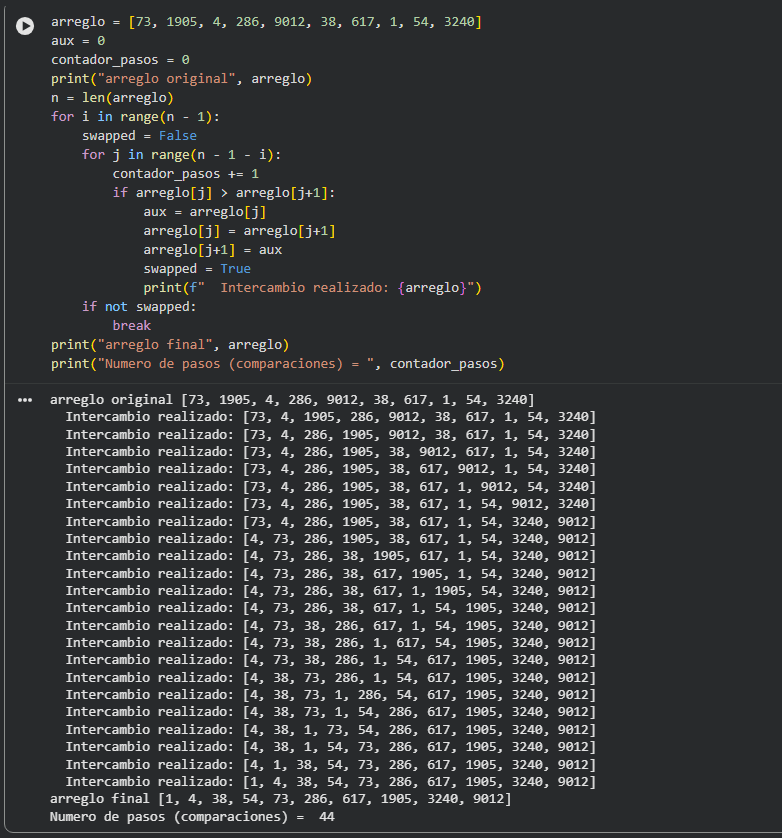 arreglo = [73, 1905, 4, 286, 9012, 38, 617, 1, 54, 3240]
aux = 0
contador_pasos = 0
print("arreglo original", arreglo)
n = len(arreglo)
for i in range(n - 1):
    swapped = False
    for j in range(n - 1 - i):
        contador_pasos += 1
        if arreglo[j] > arreglo[j+1]:
            aux = arreglo[j]
            arreglo[j] = arreglo[j+1]
            arreglo[j+1] = aux
            swapped = True
            print(f"  Intercambio realizado: {arreglo}")
    if not swapped:
        break
print("arreglo final", arreglo)
print("Numero de pasos (comparaciones) = ", contador_pasos)
arreglo original [73, 1905, 4, 286, 9012, 38, 617, 1, 54, 3240]
  Intercambio realizado: [73, 4, 1905, 286, 9012, 38, 617, 1, 54, 3240]
  Intercambio realizado: [73, 4, 286, 1905, 9012, 38, 617, 1, 54, 3240]
  Intercambio realizado: [73, 4, 286, 1905, 38, 9012, 617, 1, 54, 3240]
  Intercambio realizado: [73, 4, 286, 1905, 38, 617, 9012, 1, 54, 3240]
  Intercambio realizado: [73, 4, 286, 1905, 38, 617, 1, 9012, 54, 3240]
  Intercambio realizado: [73, 4, 286, 1905, 38, 617, 1, 54, 9012, 3240]
  Intercambio realizado: [73, 4, 286, 1905, 38, 617, 1, 54, 3240, 9012]
  Intercambio realizado: [4, 73, 286, 1905, 38, 617, 1, 54, 3240, 9012]
  Intercambio realizado: [4, 73, 286, 38, 1905, 617, 1, 54, 3240, 9012]
  Intercambio realizado: [4, 73, 286, 38, 617, 1905, 1, 54, 3240, 9012]
  Intercambio realizado: [4, 73, 286, 38, 617, 1, 1905, 54, 3240, 9012]
  Intercambio realizado: [4, 73, 286, 38, 617, 1, 54, 1905, 3240, 9012]
  Intercambio realizado: [4, 73, 38, 286, 617, 1, 54, 1905, 3240, 9012]
  Intercambio realizado: [4, 73, 38, 286, 1, 617, 54, 1905, 3240, 9012]
  Intercambio realizado: [4, 73, 38, 286, 1, 54, 617, 1905, 3240, 9012]
  Intercambio realizado: [4, 38, 73, 286, 1, 54, 617, 1905, 3240, 9012]
  Intercambio realizado: [4, 38, 73, 1, 286, 54, 617, 1905, 3240, 9012]
  Intercambio realizado: [4, 38, 73, 1, 54, 286, 617, 1905, 3240, 9012]
  Intercambio realizado: [4, 38, 1, 73, 54, 286, 617, 1905, 3240, 9012]
  Intercambio realizado: [4, 38, 1, 54, 73, 286, 617, 1905, 3240, 9012]
  Intercambio realizado: [4, 1, 38, 54, 73, 286, 617, 1905, 3240, 9012]
  Intercambio realizado: [1, 4, 38, 54, 73, 286, 617, 1905, 3240, 9012]
arreglo final [1, 4, 38, 54, 73, 286, 617, 1905, 3240, 9012]
Numero de pasos (comparaciones) =  44